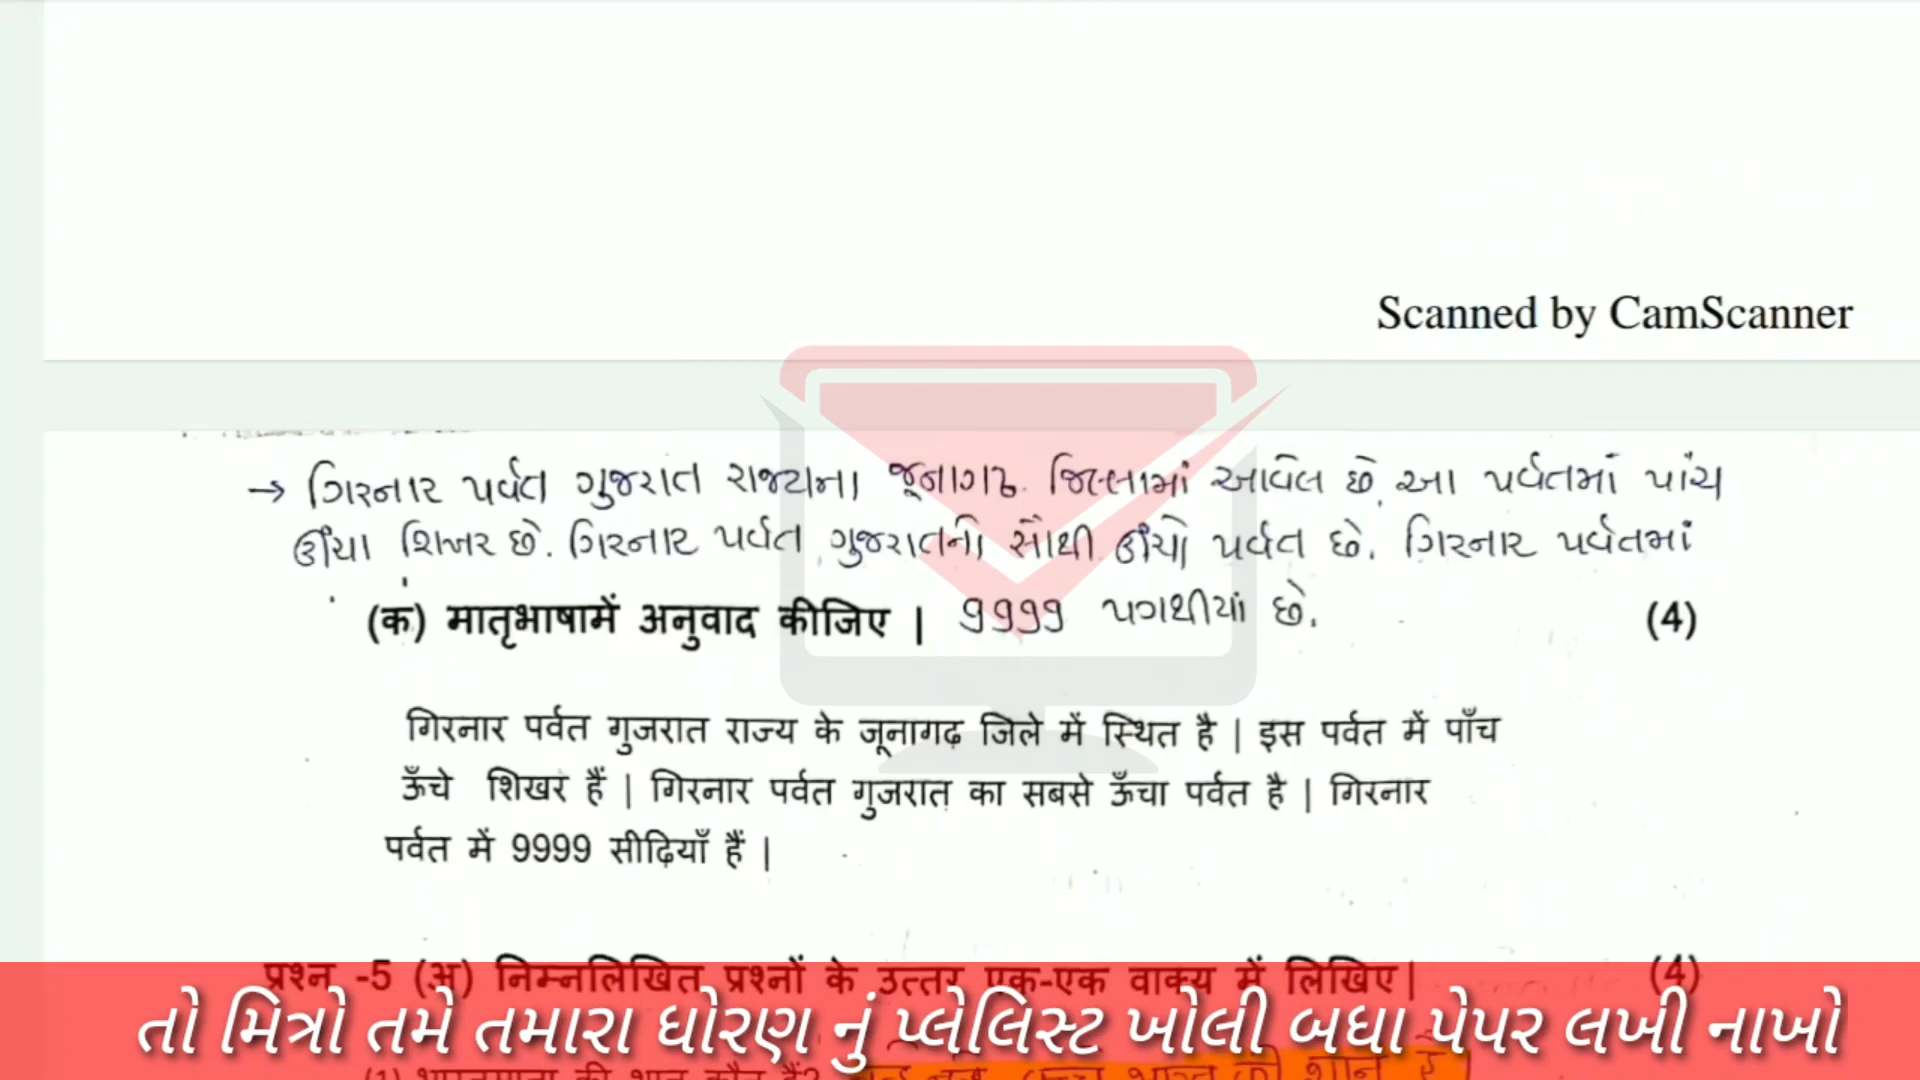 Scanned by CamScanner
→ ગિરનાર પર્વત ગુજરાત રાજ્યના જૂનાગઢ જિલ્લામાં આવેલ છે. આ પર્વતમાં પાંચ
ઊંચા શિખર છે. ગિરનાર પર્વત ગુજરાતની સૌથી ઊંચો પર્વત છે. ગિરનાર પર્વતમાં
(क) मातृभाषामें अनुवाद कीजिए | ૭૭૭૭ પગથીયાં છે. (4)
गिरनार पर्वत गुजरात राज्य के जूनागढ जिले में स्थित है | इस पर्वत में पाँच
ऊँचे शिखर हैं | गिरनार पर्वत गुजरात का सबसे ऊँचा पर्वत है | गिरनार
पर्वत में 9999 सीढ़ियाँ हैं |
प्रश्न -5 (अ) निम्नलिखित प्रश्नों के उत्तर एक-एक वाक्य में लिखिए| (4)
તો મિત્રો તમે તમારા ધોરણ નું પ્લેલિસ્ટ ખોલી બધા પેપર લખી નાખો